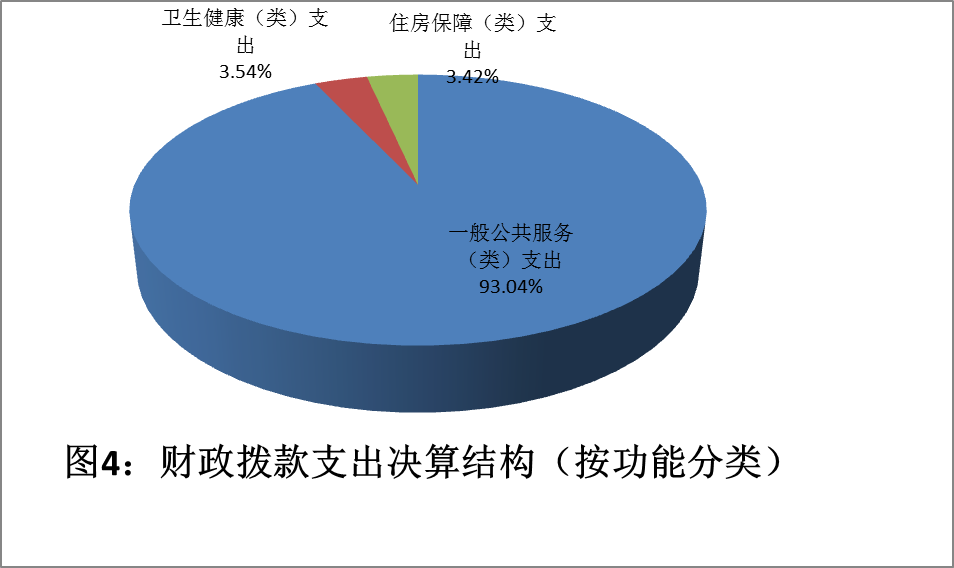 卫生健康（类）支
出
3.54%
住房保障（类）支
出
3.42%
一般公共服务
（类）支出
93.04%
图4：财政拨款支出决算结构（按功能分类）